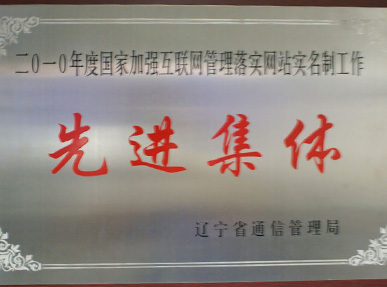 二〇一〇年度国家加强互联网管理落实网站实名制工作
先进集体
辽宁省通信管理局